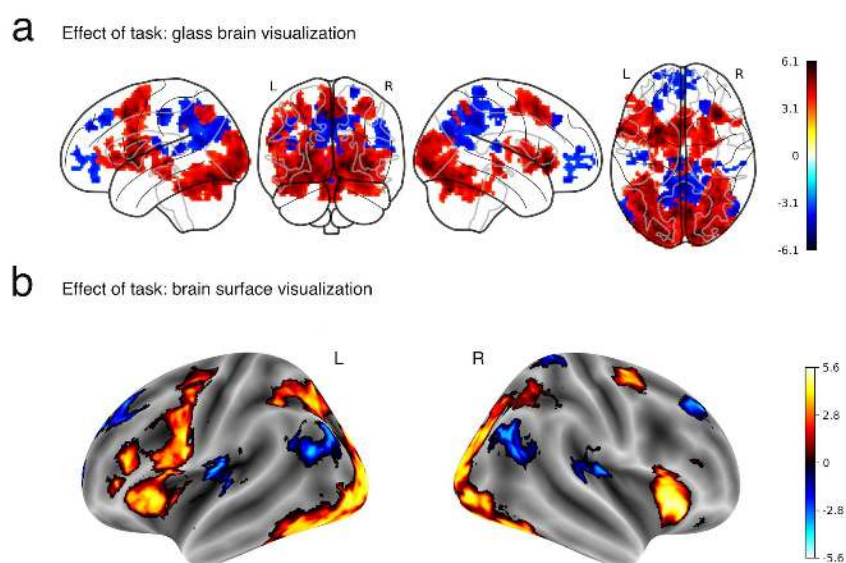 a Effect of task: glass brain visualization
L R L R
6.1
3.1
0
-3.1
-6.1
b Effect of task: brain surface visualization
L R
5.6
2.8
0
-2.8
-5.6